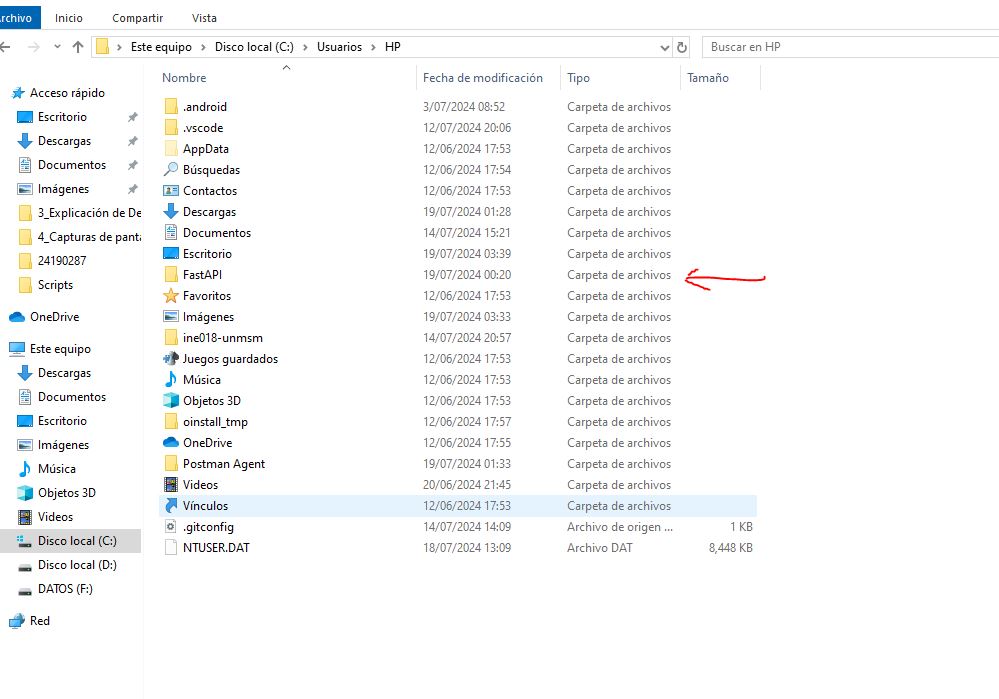 Archivo Inicio Compartir Vista
Este equipo Disco local (C:) Usuarios HP Buscar en HP
Nombre Fecha de modificación Tipo Tamaño
Acceso rápido
Escritorio
Descargas
Documentos
Imágenes
3_Explicación de De
4_Capturas de panta
24190287
Scripts
OneDrive
Este equipo
Descargas
Documentos
Escritorio
Imágenes
Música
Objetos 3D
Videos
Disco local (C:)
Disco local (D:)
DATOS (F:)
Red
.android 3/07/2024 08:52 Carpeta de archivos
.vscode 12/07/2024 20:06 Carpeta de archivos
AppData 12/06/2024 17:53 Carpeta de archivos
Búsquedas 12/06/2024 17:54 Carpeta de archivos
Contactos 12/06/2024 17:53 Carpeta de archivos
Descargas 19/07/2024 01:28 Carpeta de archivos
Documentos 14/07/2024 15:21 Carpeta de archivos
Escritorio 19/07/2024 03:39 Carpeta de archivos
FastAPI 19/07/2024 00:20 Carpeta de archivos
Favoritos 12/06/2024 17:53 Carpeta de archivos
Imágenes 19/07/2024 03:33 Carpeta de archivos
ine018-unmsm 14/07/2024 20:57 Carpeta de archivos
Juegos guardados 12/06/2024 17:53 Carpeta de archivos
Música 12/06/2024 17:53 Carpeta de archivos
Objetos 3D 12/06/2024 17:53 Carpeta de archivos
oinstall_tmp 12/06/2024 17:57 Carpeta de archivos
OneDrive 12/06/2024 17:55 Carpeta de archivos
Postman Agent 19/07/2024 01:33 Carpeta de archivos
Videos 20/06/2024 21:45 Carpeta de archivos
Vínculos 12/06/2024 17:53 Carpeta de archivos
.gitconfig 14/07/2024 14:09 Archivo de origen ... 1 KB
NTUSER.DAT 18/07/2024 13:09 Archivo DAT 8,448 KB